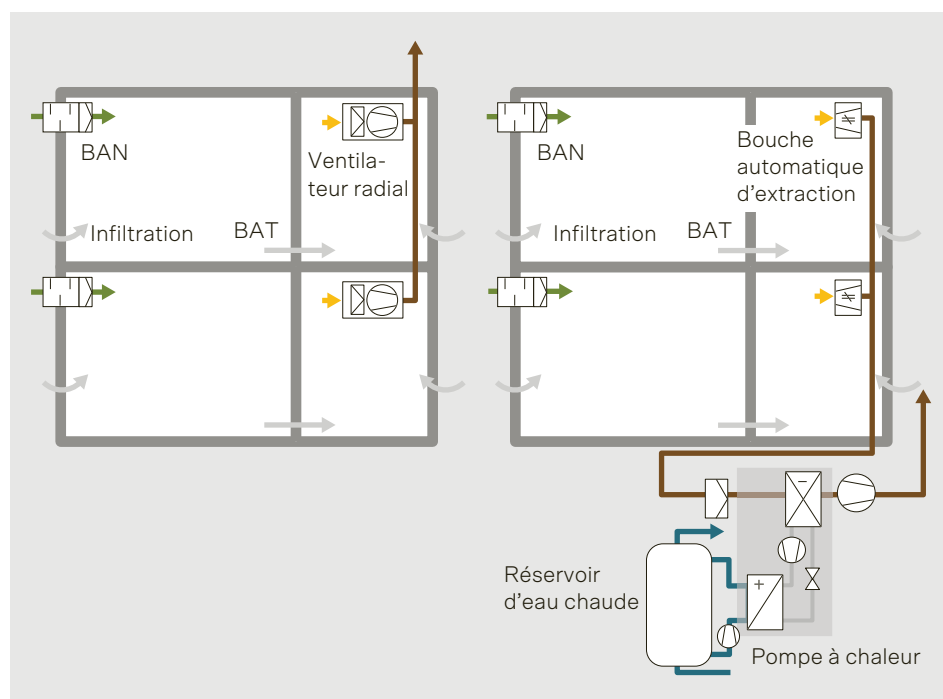 BAN
Ventila-
teur radial
Infiltration
BAT
BAN
Bouche
automatique
d'extraction
Infiltration
BAT
Réservoir
d'eau chaude
−
+
Pompe à chaleur